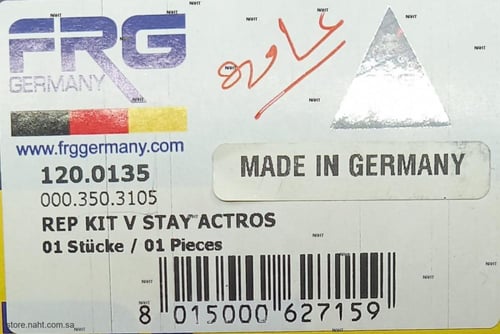 FRG
GERMANY
www.frggermany.com
MADE IN GERMANY
120.0135
000.350.3105
REP KIT V STAY ACTROS
01 Stücke / 01 Pieces
8 015000 627159
store.naht.com.sa